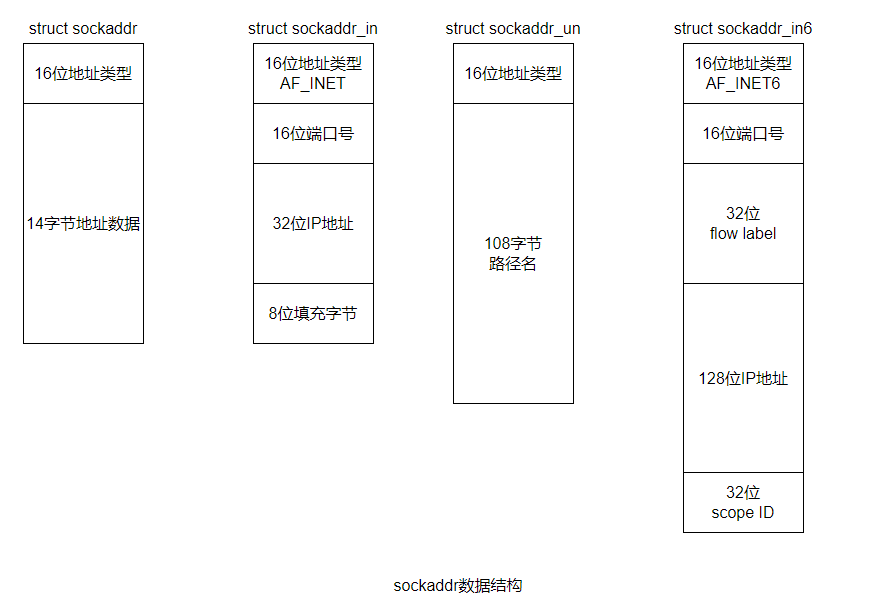 struct sockaddr
16位地址类型
14字节地址数据
struct sockaddr_in
16位地址类型
AF_INET
16位端口号
32位IP地址
8位填充字节
struct sockaddr_un
16位地址类型
108字节
路径名
struct sockaddr_in6
16位地址类型
AF_INET6
16位端口号
32位
flow label
128位IP地址
32位
scope ID
sockaddr数据结构